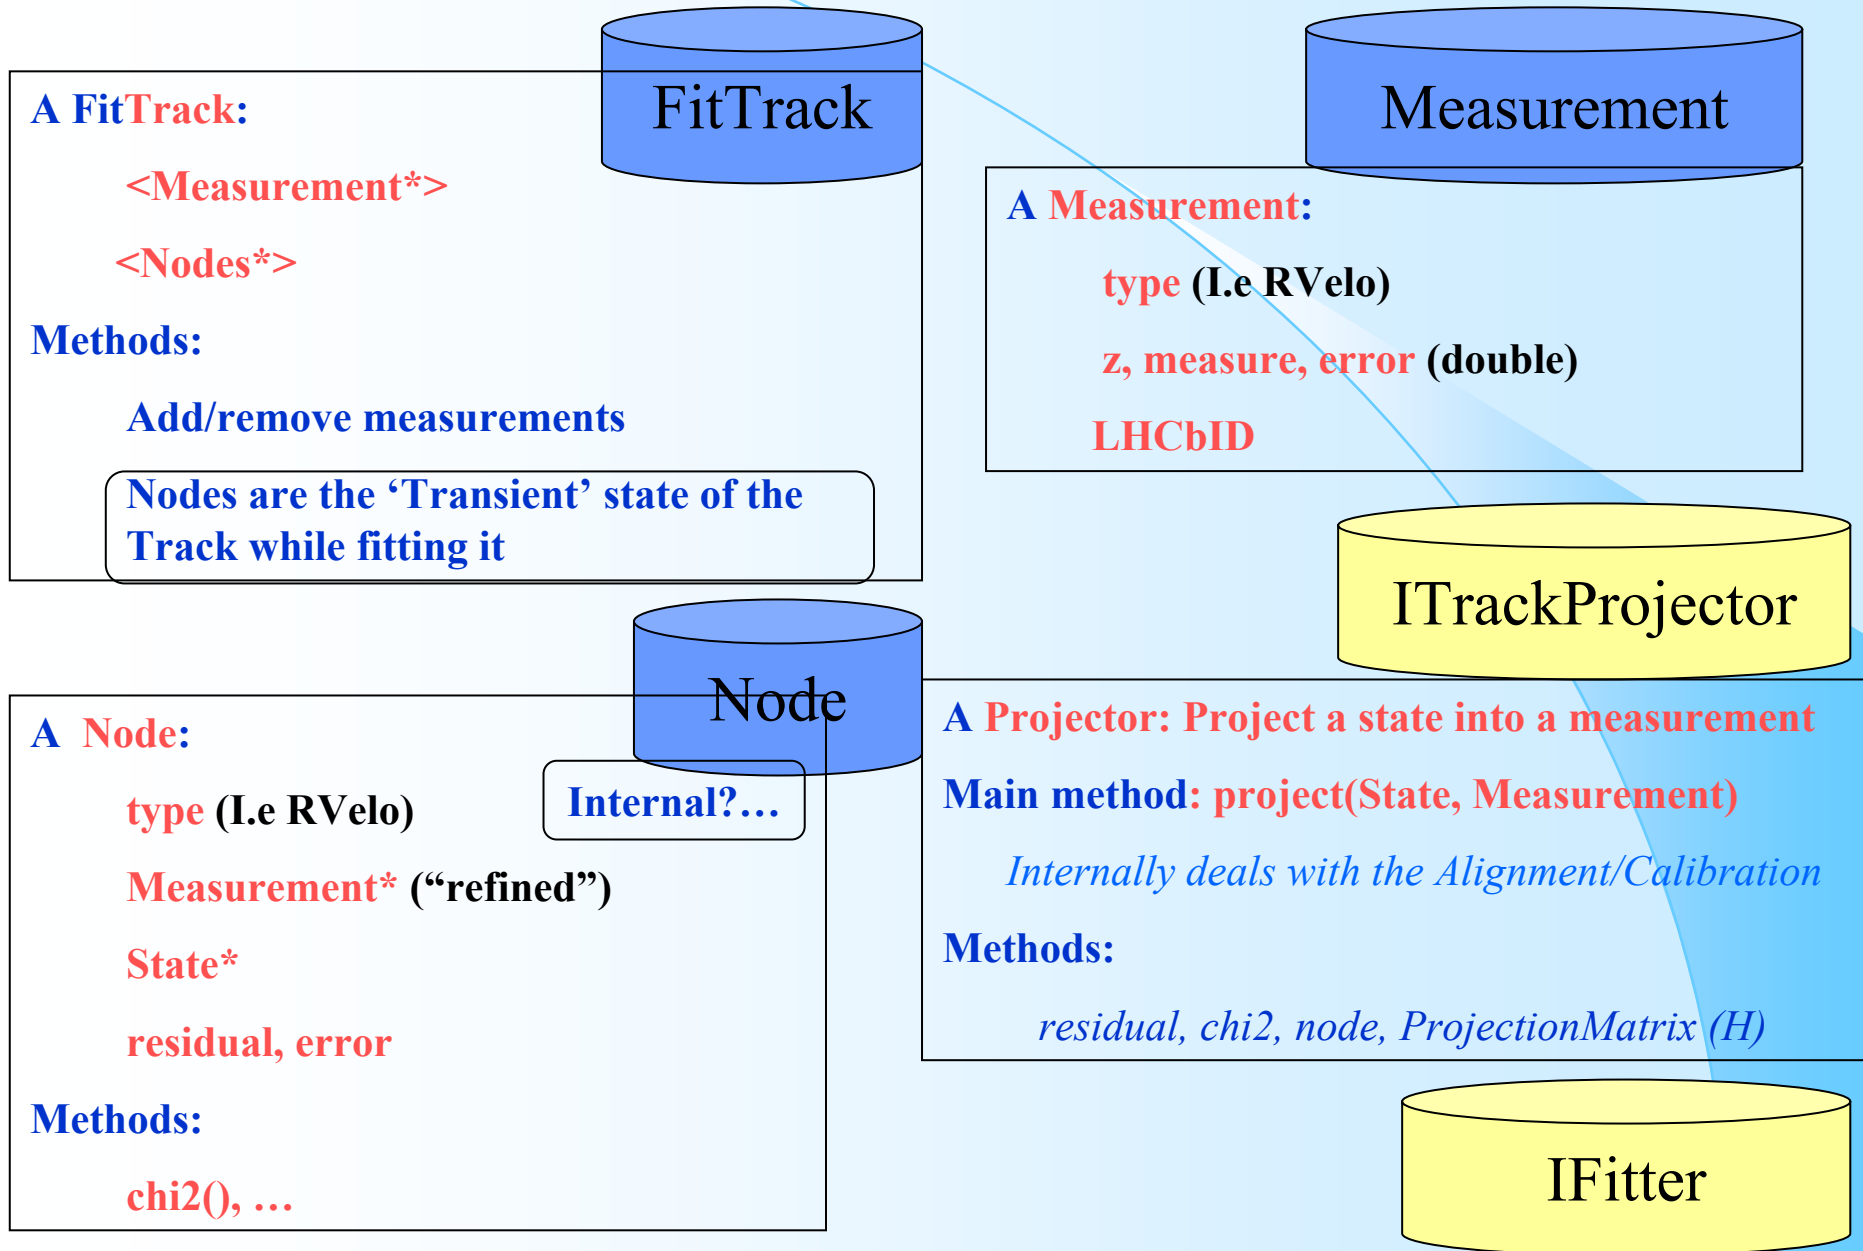 FitTrack
A FitTrack:
<Measurement*>
<Nodes*>
Methods:
Add/remove measurements
Nodes are the ‘Transient’ state of the
Track while fitting it
Measurement
A Measurement:
type (I.e RVelo)
z, measure, error (double)
LHCbID
Node
A Node:
type (I.e RVelo)
Internal?…
Measurement* (“refined”)
State*
residual, error
Methods:
chi2(), …
ITrackProjector
A Projector: Project a state into a measurement
Main method: project(State, Measurement)
Internally deals with the Alignment/Calibration
Methods:
residual, chi2, node, ProjectionMatrix (H)
IFitter